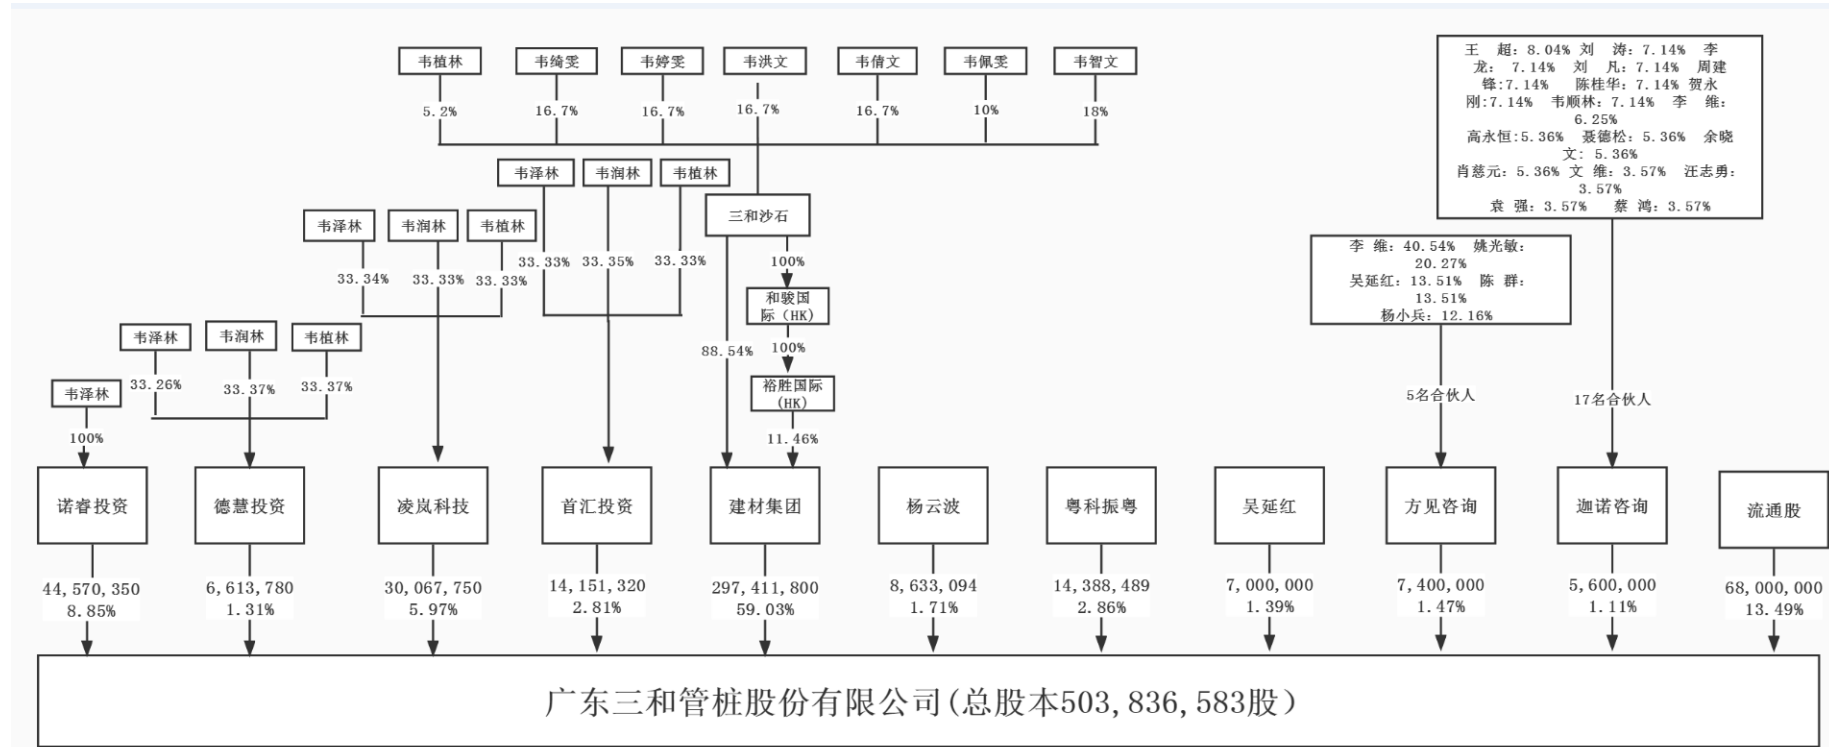 韦植林 韦绮雯 韦婷雯 韦洪文 韦倩文 韦佩雯 韦智文
5.2% 16.7% 16.7% 16.7% 16.7% 10% 18%
王 超: 8.04% 刘 涛: 7.14% 李
龙: 7.14% 刘 凡: 7.14% 周建
锋:7.14% 陈桂华: 7.14% 贺永
刚:7.14% 韦顺林: 7.14% 李 维:
6.25%
高永恒:5.36% 聂德松: 5.36% 余晓
文: 5.36%
肖慈元: 5.36% 文 维: 3.57% 汪志勇:
3.57%
袁 强: 3.57% 蔡 鸿: 3.57%
韦泽林 韦润林 韦植林
33.33% 33.35% 33.33%
三和沙石
韦泽林 韦润林 韦植林
33.34% 33.33% 33.33%
100%
和骏国
际（HK)
88.54% 100%
裕胜国际
(HK)
11.46%
李 维: 40.54% 姚光敏:
20.27%
吴延红: 13.51% 陈 群:
13.51%
杨小兵: 12.16%
韦泽林 韦润林 韦植林
33.26% 33.37% 33.37%
韦泽林
100%
5名合伙人
17名合伙人
诺睿投资 德慧投资 凌岚科技 首汇投资 建材集团 杨云波 粤科振粤 吴延红 方见咨询 迦诺咨询 流通股
44,570,350 6,613,780 30,067,750 14,151,320 297,411,800 8,633,094 14,388,489 7,000,000 7,400,000 5,600,000 68,000,000
8.85% 1.31% 5.97% 2.81% 59.03% 1.71% 2.86% 1.39% 1.47% 1.11% 13.49%
广东三和管桩股份有限公司(总股本503,836,583股）